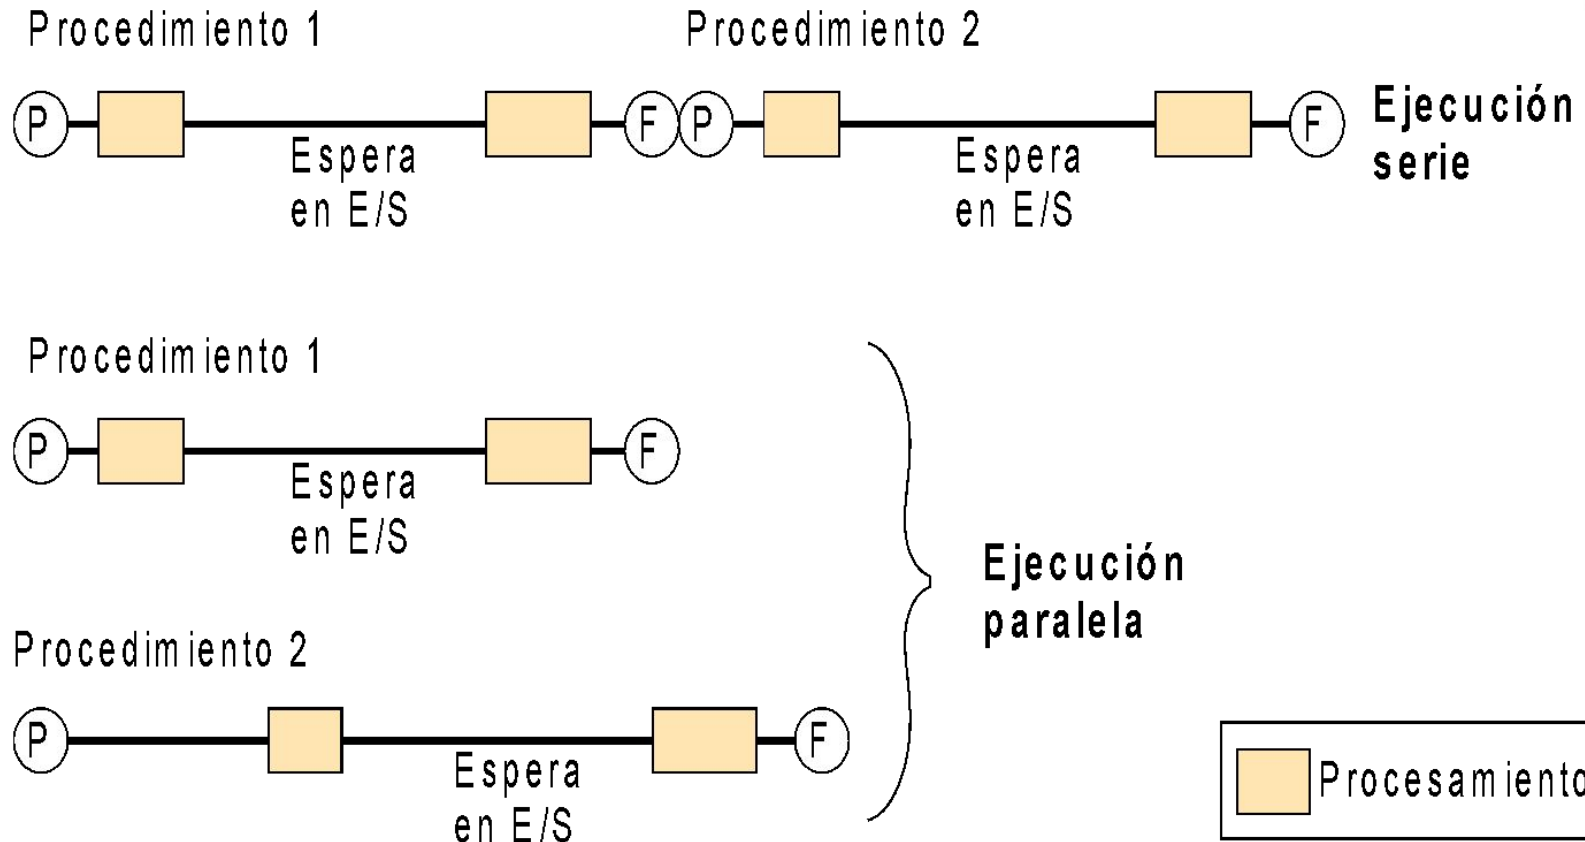 Procedimiento 1
Procedimiento 2
P
F
P
F
Ejecución
serie
Espera
en E/S
Espera
en E/S
Procedimiento 1
P
F
Espera
en E/S
Ejecución
paralela
Procedimiento 2
P
F
Espera
en E/S
Procesamiento